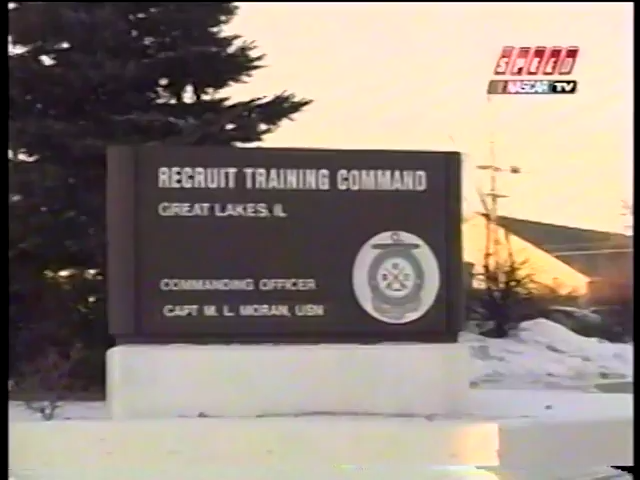 SPEED
NASCAR TV
RECRUIT TRAINING COMMAND
GREAT LAKES, IL
COMMANDING OFFICER
CAPT M. L. MORAN, USN